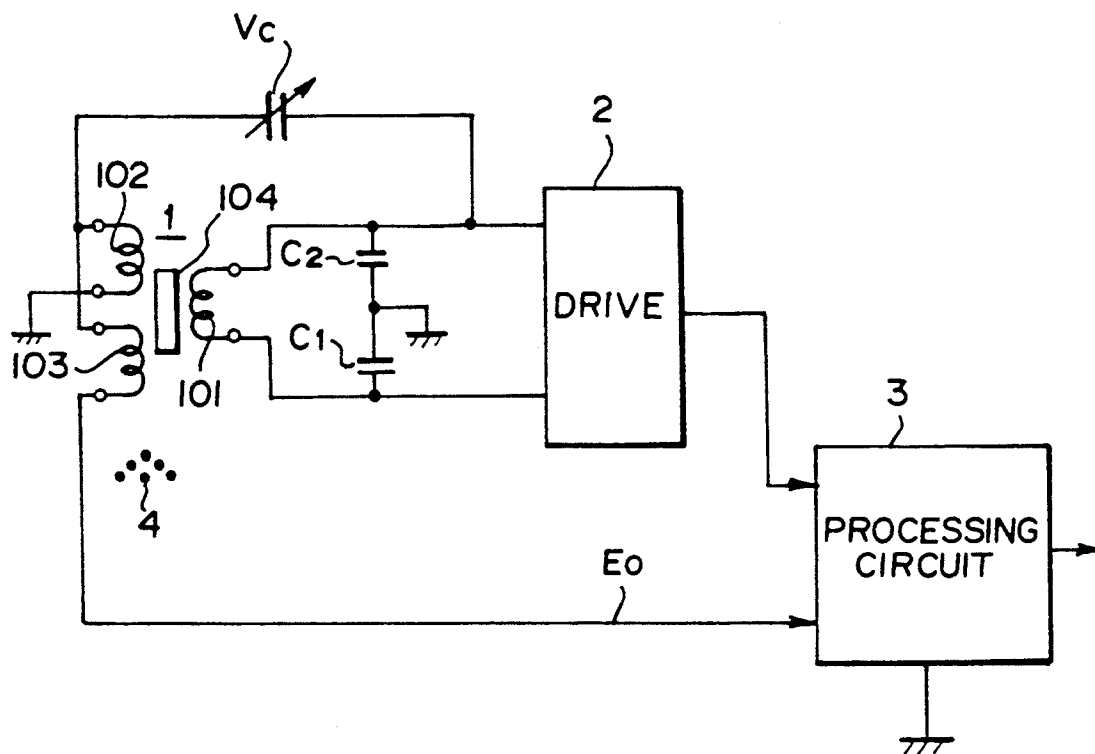 Vc
2
102
1
104
C2
DRIVE
C1
103
101
3
4
PROCESSING
CIRCUIT
Eo